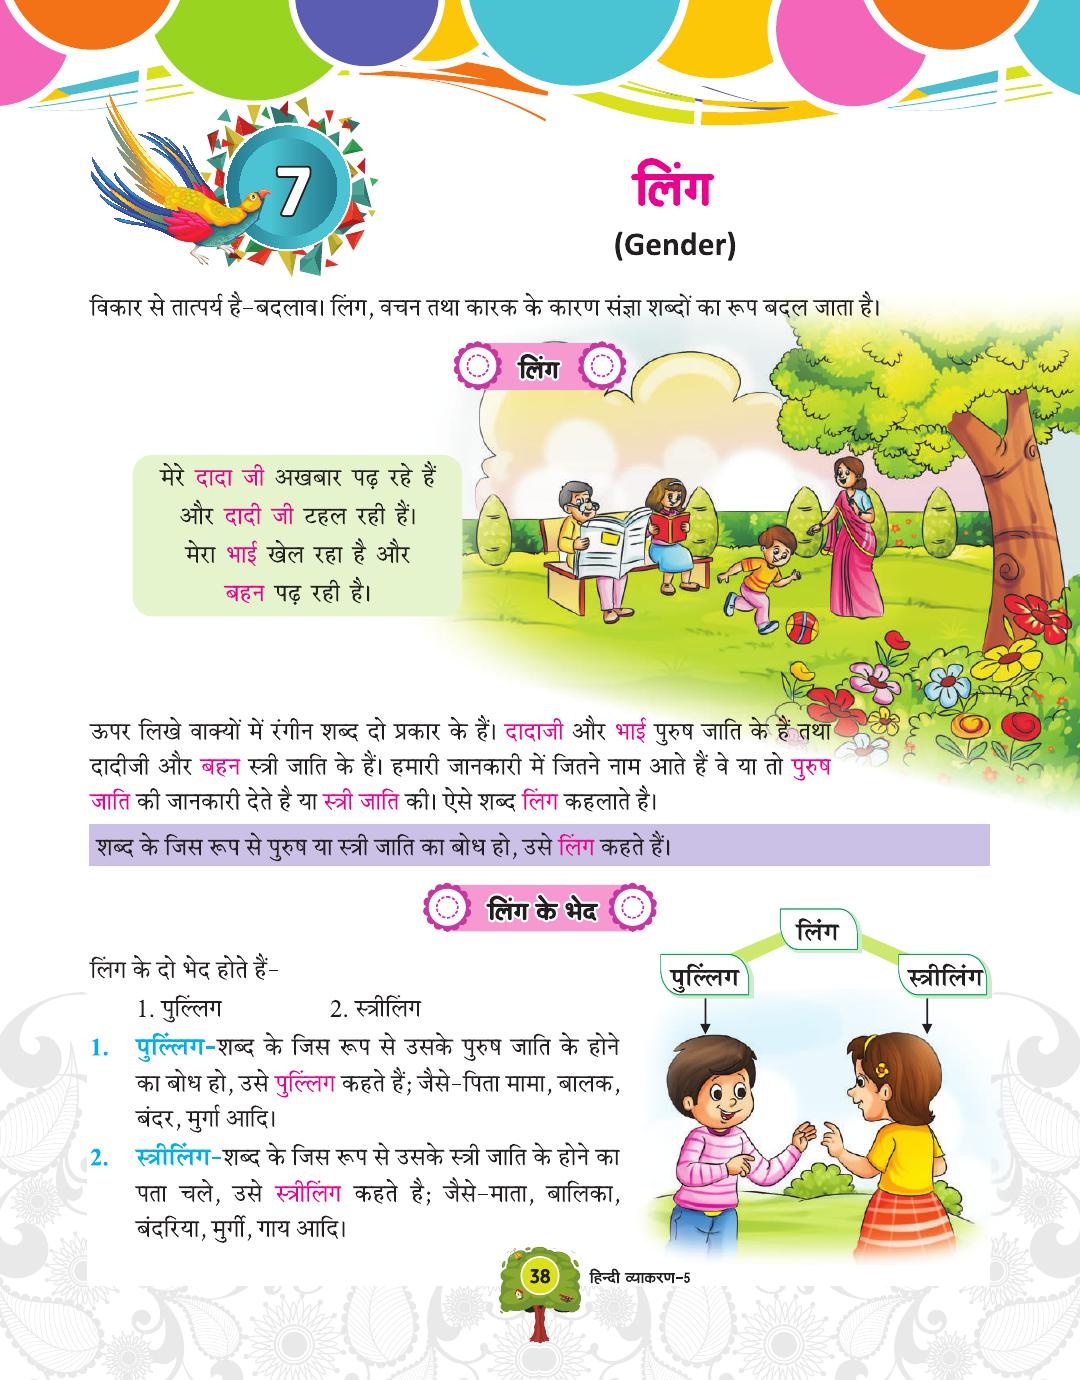 7
लिंग
(Gender)
विकार से तात्पर्य है-बदलाव। लिंग, वचन तथा कारक के कारण संज्ञा शब्दों का रूप बदल जाता है।
लिंग
मेरे दादा जी अखबार पढ़ रहे हैं
और दादी जी टहल रही हैं।
मेरा भाई खेल रहा है और
बहन पढ़ रही है।
ऊपर लिखे वाक्यों में रंगीन शब्द दो प्रकार के हैं। दादाजी और भाई पुरुष जाति के हैं तथा
दादीजी और बहन स्त्री जाति के हैं। हमारी जानकारी में जितने नाम आते हैं वे या तो पुरुष
जाति की जानकारी देते है या स्त्री जाति की। ऐसे शब्द लिंग कहलाते है।
शब्द के जिस रूप से पुरुष या स्त्री जाति का बोध हो, उसे लिंग कहते हैं।
लिंग के भेद
लिंग के दो भेद होते हैं-
1. पुल्लिंग 2. स्त्रीलिंग
1. पुल्लिंग-शब्द के जिस रूप से उसके पुरुष जाति के होने
का बोध हो, उसे पुल्लिंग कहते हैं; जैसे-पिता मामा, बालक,
बंदर, मुर्गा आदि।
2. स्त्रीलिंग-शब्द के जिस रूप से उसके स्त्री जाति के होने का
पता चले, उसे स्त्रीलिंग कहते है; जैसे-माता, बालिका,
बंदरिया, मुर्गी, गाय आदि।
लिंग
पुल्लिंग स्त्रीलिंग
38 हिन्दी व्याकरण-5